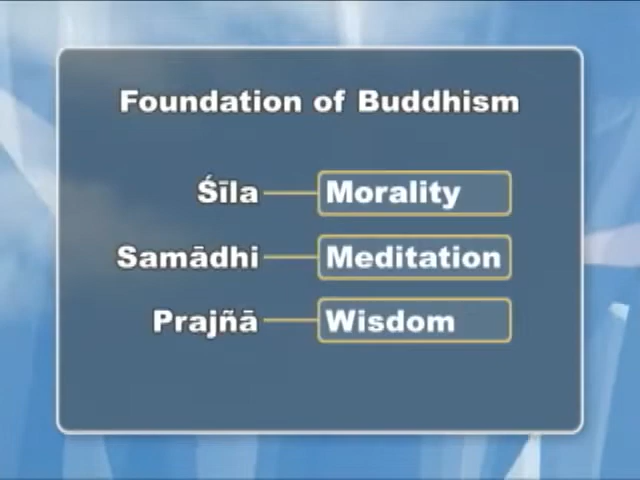 Foundation of Buddhism
Śīla Morality
Samādhi Meditation
Prajñā Wisdom